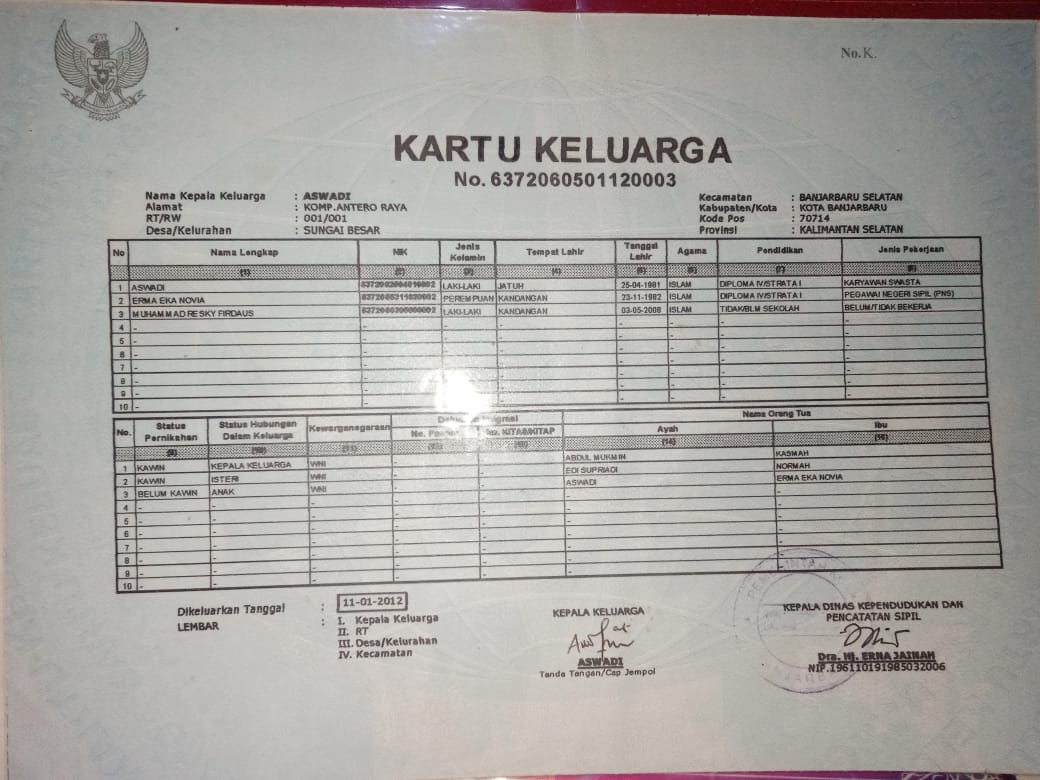 No.K.
KARTU KELUARGA
No. 6372060501120003
Nama Kepala Keluarga : ASWADI
Alamat : KOMP.ANTERO RAYA
RT/RW : 001/001
Desa/Kelurahan : SUNGAI BESAR
Kecamatan : BANJARBARU SELATAN
Kabupaten/Kota : KOTA BANJARBARU
Kode Pos : 70714
Provinsi : KALIMANTAN SELATAN
No Nama Lengkap NIK Jenis Kelamin Tempat Lahir Tanggal Lahir Agama Pendidikan Jenis Pekerjaan
(1) (2) (3) (4) (5) (6) (7) (8)
1 ASWADI LAKI-LAKI JATUH 25-04-1981 ISLAM DIPLOMA IV/STRATA I KARYAWAN SWASTA
2 ERMA EKA NOVIA PEREMPUAN KANDANGAN 23-11-1982 ISLAM DIPLOMA IV/STRATA I PEGAWAI NEGERI SIPIL (PNS)
3 MUHAMMAD RESKY FIRDAUS LAKI-LAKI KANDANGAN ISLAM TIDAK/BLM SEKOLAH BELUM/TIDAK BEKERJA
4 - - - - - - - -
5 - - - - - - - -
6 - - - - - - - -
7 - - - - - - - -
8 - - - - - - - -
9 - - - - - - - -
10 - - - - - - - -
No. Status Pernikahan Status Hubungan Dalam Keluarga Kewarganegaraan No. No. KITAS/KITAP Nama Orang Tua Ayah Ibu
(9) (10) (11) (13) (14) (15)
1 KAWIN KEPALA KELUARGA WNI - - ABDUL MUKMIN KASMAH
2 KAWIN ISTERI WNI - - EDI SUPRIADI NORMAH
3 BELUM KAWIN ANAK WNI - - ASWADI ERMA EKA NOVIA
4 - - - - - - -
5 - - - - - - -
6 - - - - - - -
7 - - - - - - -
8 - - - - - - -
9 - - - - - - -
10 - - - - - - -
Dikeluarkan Tanggal : 11-01-2012
LEMBAR : I. Kepala Keluarga
II. RT
III. Desa/Kelurahan
IV. Kecamatan
KEPALA KELUARGA
ASWADI
Tanda Tangan/Cap Jempol
KEPALA DINAS KEPENDUDUKAN DAN
PENCATATAN SIPIL
Dra. Hj. ERNA JAINAH
NIP.196110191985032006